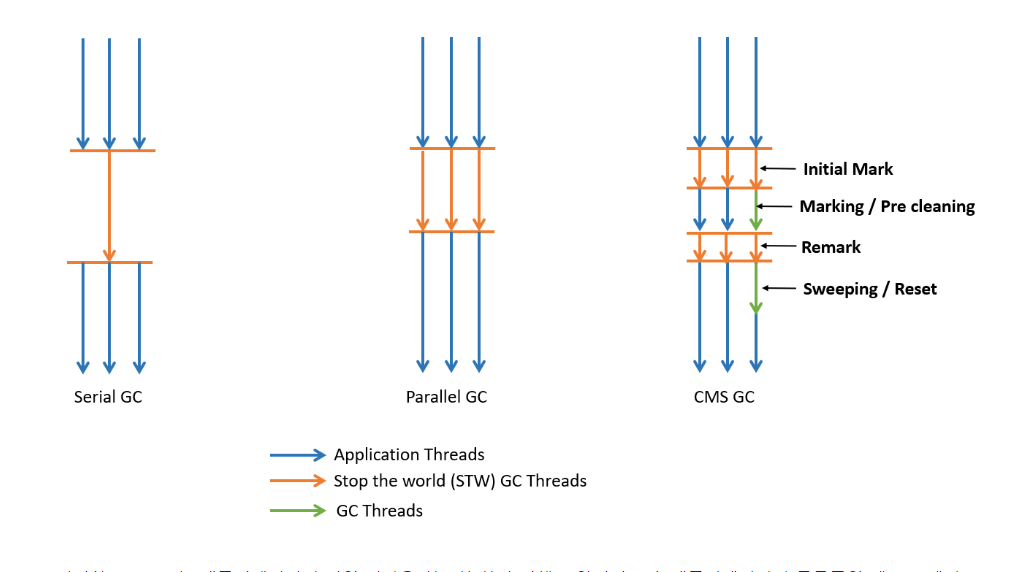 Initial Mark
Marking / Pre cleaning
Remark
Sweeping / Reset
Serial GC
Parallel GC
CMS GC
Application Threads
Stop the world (STW) GC Threads
GC Threads